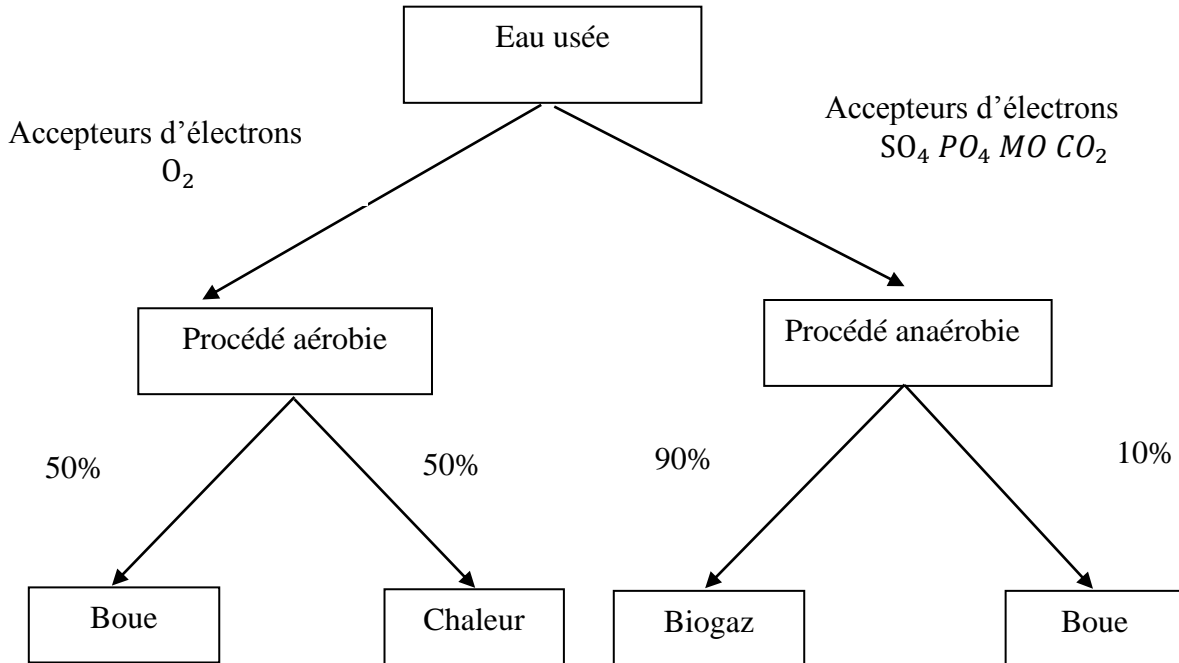 Eau usée
Accepteurs d’électrons
O₂
Accepteurs d’électrons
SO₄ PO₄ MO CO₂
Procédé aérobie
Procédé anaérobie
50%
50%
90%
10%
Boue
Chaleur
Biogaz
Boue